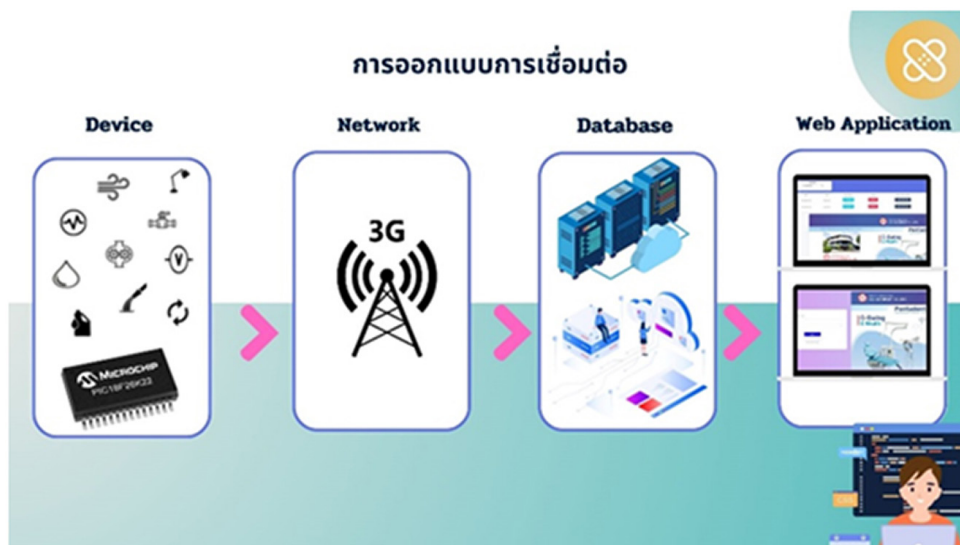 การออกแบบการเชื่อมต่อ
Device
Network
Database
Web Application
3G
MICROCHIP
PIC18F26K22